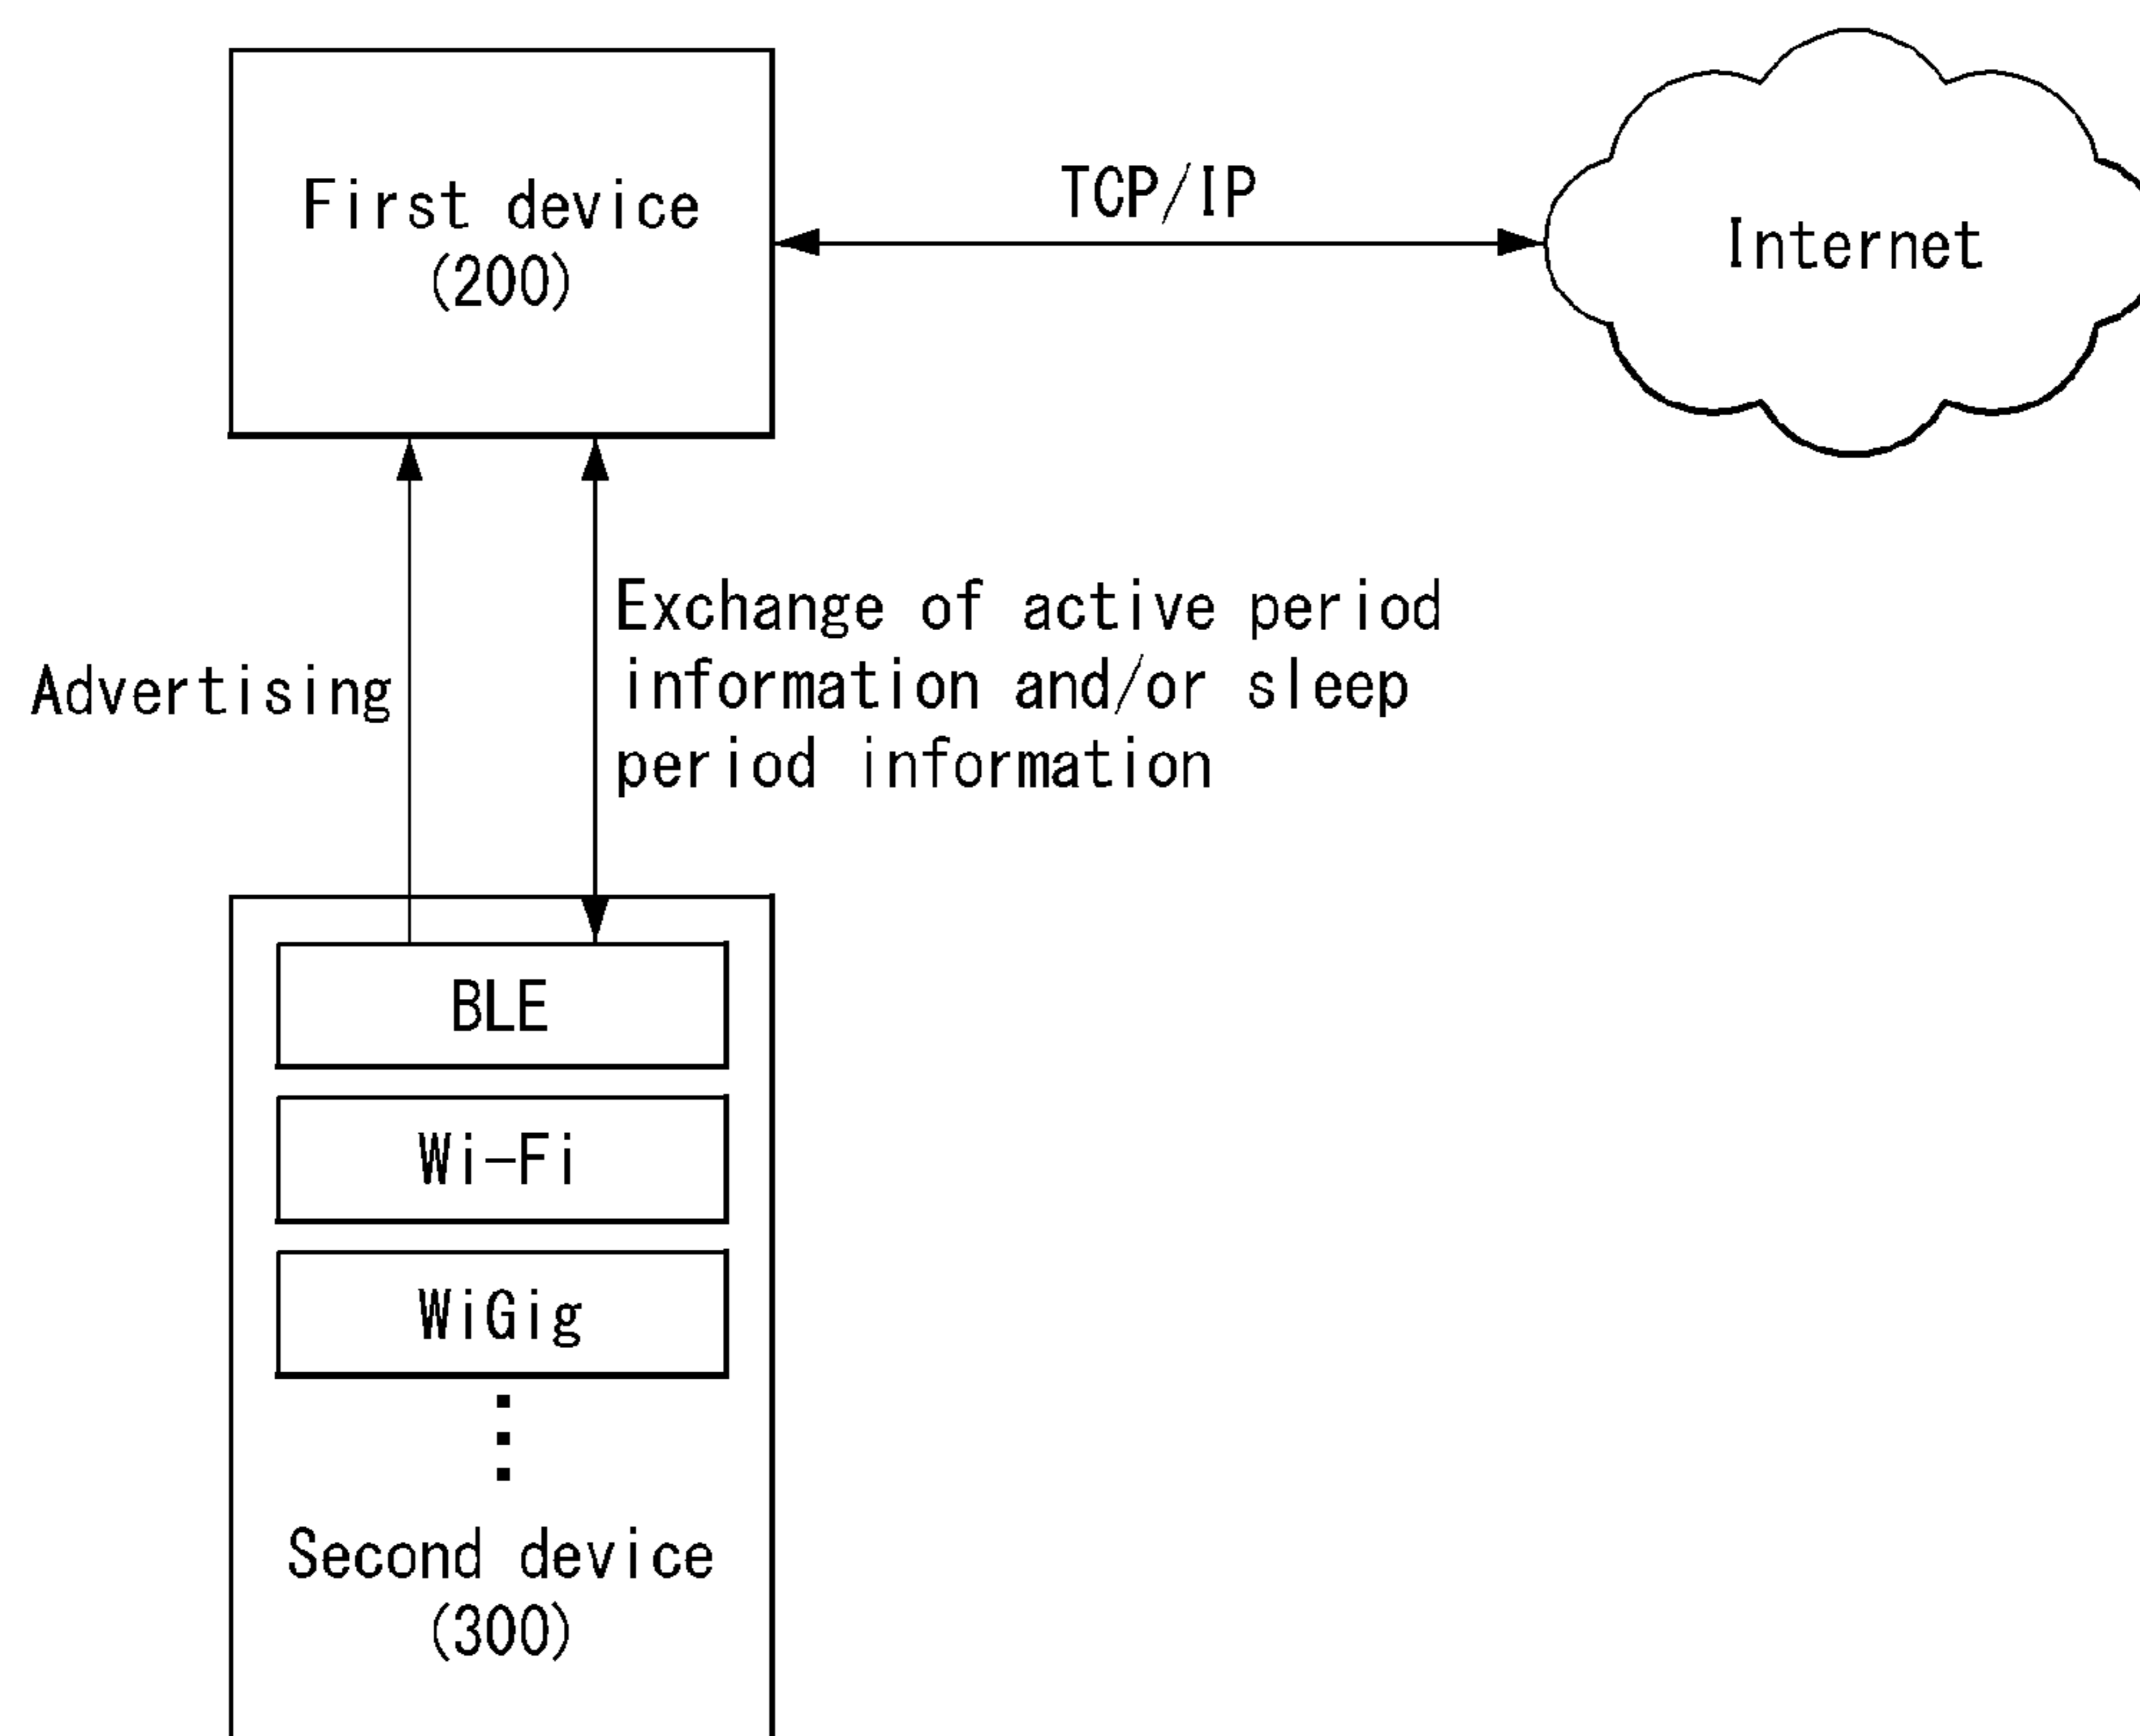 First device
(200)
TCP/IP
Internet
Advertising
Exchange of active period
information and/or sleep
period information
BLE
Wi-Fi
WiGig
Second device
(300)